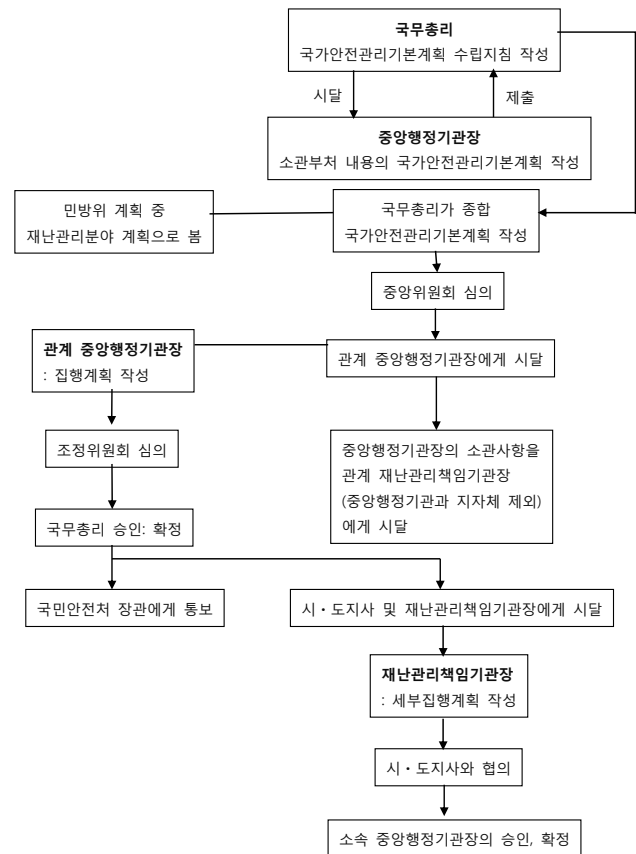 국무총리
국가안전관리기본계획 수립지침 작성
시달
제출
중앙행정기관장
소관부처 내용의 국가안전관리기본계획 작성
민방위 계획 중
재난관리분야 계획으로 봄
국무총리가 종합
국가안전관리기본계획 작성
중앙위원회 심의
관계 중앙행정기관장
: 집행계획 작성
관계 중앙행정기관장에게 시달
조정위원회 심의
중앙행정기관장의 소관사항을
관계 재난관리책임기관장
(중앙행정기관과 지자체 제외)
에게 시달
국무총리 승인: 확정
국민안전처 장관에게 통보
시・도지사 및 재난관리책임기관장에게 시달
재난관리책임기관장
: 세부집행계획 작성
시・도지사와 협의
소속 중앙행정기관장의 승인, 확정